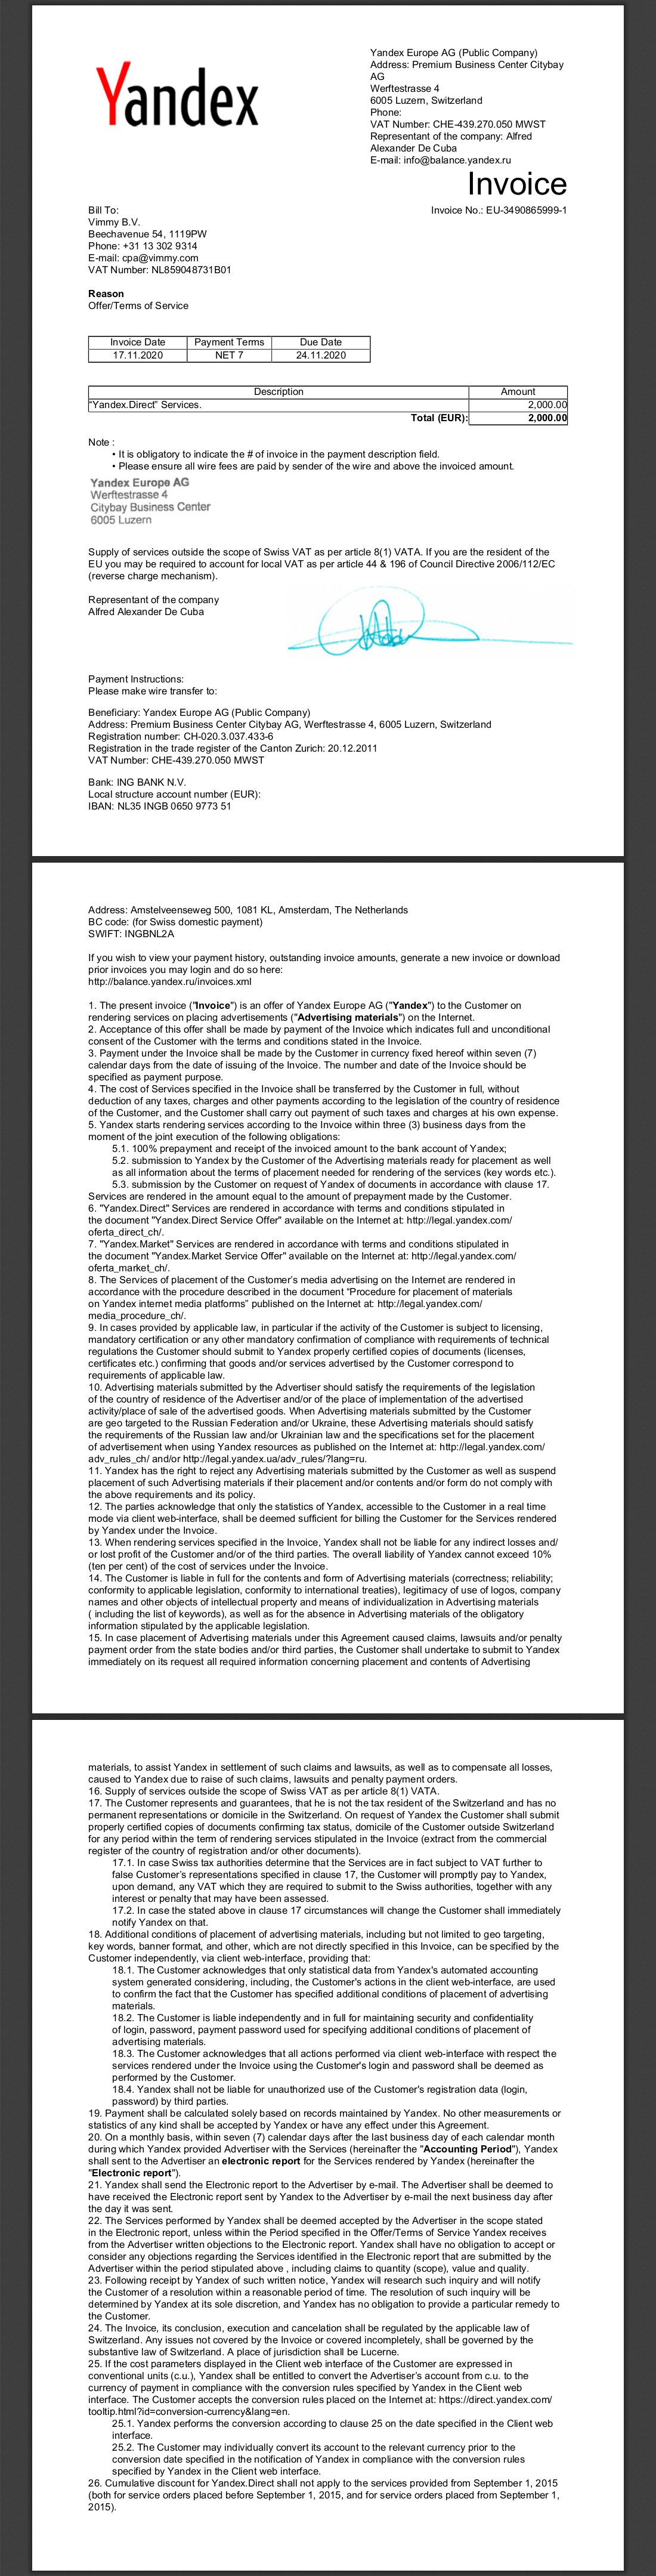 Yandex
Yandex Europe AG (Public Company)
Address: Premium Business Center Citybay
AG
Werftestrasse 4
6005 Luzern, Switzerland
Phone:
VAT Number: CHE-439.270.050 MWST
Representant of the company: Alfred
Alexander De Cuba
E-mail: info@balance.yandex.ru
Invoice
Invoice No.: EU-3490865999-1
Bill To:
Vimmy B.V.
Beechavenue 54, 1119PW
Phone: +31 13 302 9314
E-mail: cpa@vimmy.com
VAT Number: NL859048731B01
Reason
Offer/Terms of Service
Invoice Date Payment Terms Due Date
17.11.2020 NET 7 24.11.2020
Description Amount
"Yandex.Direct" Services. 2,000.00
Total (EUR): 2,000.00
Note :
• It is obligatory to indicate the # of invoice in the payment description field.
• Please ensure all wire fees are paid by sender of the wire and above the invoiced amount.
Yandex Europe AG
Werftestrasse 4
Citybay Business Center
6005 Luzern
Supply of services outside the scope of Swiss VAT as per article 8(1) VATA. If you are the resident of the
EU you may be required to account for local VAT as per article 44 & 196 of Council Directive 2006/112/EC
(reverse charge mechanism).
Representant of the company
Alfred Alexander De Cuba
Payment Instructions:
Please make wire transfer to:
Beneficiary: Yandex Europe AG (Public Company)
Address: Premium Business Center Citybay AG, Werftestrasse 4, 6005 Luzern, Switzerland
Registration number: CH-020.3.037.433-6
Registration in the trade register of the Canton Zurich: 20.12.2011
VAT Number: CHE-439.270.050 MWST
Bank: ING BANK N.V.
Local structure account number (EUR):
IBAN: NL35 INGB 0650 9773 51
Address: Amstelveenseweg 500, 1081 KL, Amsterdam, The Netherlands
BC code: (for Swiss domestic payment)
SWIFT: INGBNL2A
If you wish to view your payment history, outstanding invoice amounts, generate a new invoice or download
prior invoices you may login and do so here:
http://balance.yandex.ru/invoices.xml
1. The present invoice ("Invoice") is an offer of Yandex Europe AG ("Yandex") to the Customer on
rendering services on placing advertisements ("Advertising materials") on the Internet.
2. Acceptance of this offer shall be made by payment of the Invoice which indicates full and unconditional
consent of the Customer with the terms and conditions stated in the Invoice.
3. Payment under the Invoice shall be made by the Customer in currency fixed hereof within seven (7)
calendar days from the date of issuing of the Invoice. The number and date of the Invoice should be
specified as payment purpose.
4. The cost of Services specified in the Invoice shall be transferred by the Customer in full, without
deduction of any taxes, charges and other payments according to the legislation of the country of residence
of the Customer, and the Customer shall carry out payment of such taxes and charges at his own expense.
5. Yandex starts rendering services according to the Invoice within three (3) business days from the
moment of the joint execution of the following obligations:
5.1. 100% prepayment and receipt of the invoiced amount to the bank account of Yandex;
5.2. submission to Yandex by the Customer of the Advertising materials ready for placement as well
as all information about the terms of placement needed for rendering of the services (key words etc.).
5.3. submission by the Customer on request of Yandex of documents in accordance with clause 17.
Services are rendered in the amount equal to the amount of prepayment made by the Customer.
6. "Yandex.Direct" Services are rendered in accordance with terms and conditions stipulated in
the document "Yandex.Direct Service Offer" available on the Internet at: http://legal.yandex.com/
oferta_direct_ch/.
7. "Yandex.Market" Services are rendered in accordance with terms and conditions stipulated in
the document "Yandex.Market Service Offer" available on the Internet at: http://legal.yandex.com/
oferta_market_ch/.
8. The Services of placement of the Customer's media advertising on the Internet are rendered in
accordance with the procedure described in the document "Procedure for placement of materials
on Yandex internet media platforms" published on the Internet at: http://legal.yandex.com/
media_procedure_ch/.
9. In cases provided by applicable law, in particular if the activity of the Customer is subject to licensing,
mandatory certification or any other mandatory confirmation of compliance with requirements of technical
regulations the Customer should submit to Yandex properly certified copies of documents (licenses,
certificates etc.) confirming that goods and/or services advertised by the Customer correspond to
requirements of applicable law.
10. Advertising materials submitted by the Advertiser should satisfy the requirements of the legislation
of the country of residence of the Advertiser and/or of the place of implementation of the advertised
activity/place of sale of the advertised goods. When Advertising materials submitted by the Customer
are geo targeted to the Russian Federation and/or Ukraine, these Advertising materials should satisfy
the requirements of the Russian law and/or Ukrainian law and the specifications set for the placement
of advertisement when using Yandex resources as published on the Internet at: http://legal.yandex.com/
adv_rules_ch/ and/or http://legal.yandex.ua/adv_rules/?lang=ru.
11. Yandex has the right to reject any Advertising materials submitted by the Customer as well as suspend
placement of such Advertising materials if their placement and/or contents and/or form do not comply with
the above requirements and its policy.
12. The parties acknowledge that only the statistics of Yandex, accessible to the Customer in a real time
mode via client web-interface, shall be deemed sufficient for billing the Customer for the Services rendered
by Yandex under the Invoice.
13. When rendering services specified in the Invoice, Yandex shall not be liable for any indirect losses and/
or lost profit of the Customer and/or of the third parties. The overall liability of Yandex cannot exceed 10%
(ten per cent) of the cost of services under the Invoice.
14. The Customer is liable in full for the contents and form of Advertising materials (correctness; reliability;
conformity to applicable legislation, conformity to international treaties), legitimacy of use of logos, company
names and other objects of intellectual property and means of individualization in Advertising materials
( including the list of keywords), as well as for the absence in Advertising materials of the obligatory
information stipulated by the applicable legislation.
15. In case placement of Advertising materials under this Agreement caused claims, lawsuits and/or penalty
payment order from the state bodies and/or third parties, the Customer shall undertake to submit to Yandex
immediately on its request all required information concerning placement and contents of Advertising
materials, to assist Yandex in settlement of such claims and lawsuits, as well as to compensate all losses,
caused to Yandex due to raise of such claims, lawsuits and penalty payment orders.
16. Supply of services outside the scope of Swiss VAT as per article 8(1) VATA.
17. The Customer represents and guarantees, that he is not the tax resident of the Switzerland and has no
permanent representations or domicile in the Switzerland. On request of Yandex the Customer shall submit
properly certified copies of documents confirming tax status, domicile of the Customer outside Switzerland
for any period within the term of rendering services stipulated in the Invoice (extract from the commercial
register of the country of registration and/or other documents).
17.1. In case Swiss tax authorities determine that the Services are in fact subject to VAT further to
false Customer's representations specified in clause 17, the Customer will promptly pay to Yandex,
upon demand, any VAT which they are required to submit to the Swiss authorities, together with any
interest or penalty that may have been assessed.
17.2. In case the stated above in clause 17 circumstances will change the Customer shall immediately
notify Yandex on that.
18. Additional conditions of placement of advertising materials, including but not limited to geo targeting,
key words, banner format, and other, which are not directly specified in this Invoice, can be specified by the
Customer independently, via client web-interface, providing that:
18.1. The Customer acknowledges that only statistical data from Yandex's automated accounting
system generated considering, including, the Customer's actions in the client web-interface, are used
to confirm the fact that the Customer has specified additional conditions of placement of advertising
materials.
18.2. The Customer is liable independently and in full for maintaining security and confidentiality
of login, password, payment password used for specifying additional conditions of placement of
advertising materials.
18.3. The Customer acknowledges that all actions performed via client web-interface with respect the
services rendered under the Invoice using the Customer's login and password shall be deemed as
performed by the Customer.
18.4. Yandex shall not be liable for unauthorized use of the Customer's registration data (login,
password) by third parties.
19. Payment shall be calculated solely based on records maintained by Yandex. No other measurements or
statistics of any kind shall be accepted by Yandex or have any effect under this Agreement.
20. On a monthly basis, within seven (7) calendar days after the last business day of each calendar month
during which Yandex provided Advertiser with the Services (hereinafter the "Accounting Period"), Yandex
shall sent to the Advertiser an electronic report for the Services rendered by Yandex (hereinafter the
"Electronic report").
21. Yandex shall send the Electronic report to the Advertiser by e-mail. The Advertiser shall be deemed to
have received the Electronic report sent by Yandex to the Advertiser by e-mail the next business day after
the day it was sent.
22. The Services performed by Yandex shall be deemed accepted by the Advertiser in the scope stated
in the Electronic report, unless within the Period specified in the Offer/Terms of Service Yandex receives
from the Advertiser written objections to the Electronic report. Yandex shall have no obligation to accept or
consider any objections regarding the Services identified in the Electronic report that are submitted by the
Advertiser within the period stipulated above , including claims to quantity (scope), value and quality.
23. Following receipt by Yandex of such written notice, Yandex will research such inquiry and will notify
the Customer of a resolution within a reasonable period of time. The resolution of such inquiry will be
determined by Yandex at its sole discretion, and Yandex has no obligation to provide a particular remedy to
the Customer.
24. The Invoice, its conclusion, execution and cancelation shall be regulated by the applicable law of
Switzerland. Any issues not covered by the Invoice or covered incompletely, shall be governed by the
substantive law of Switzerland. A place of jurisdiction shall be Lucerne.
25. If the cost parameters displayed in the Client web interface of the Customer are expressed in
conventional units (c.u.), Yandex shall be entitled to convert the Advertiser's account from c.u. to the
currency of payment in compliance with the conversion rules specified by Yandex in the Client web
interface. The Customer accepts the conversion rules placed on the Internet at: https://direct.yandex.com/
tooltip.html?id=conversion-currency&lang=en.
25.1. Yandex performs the conversion according to clause 25 on the date specified in the Client web
interface.
25.2. The Customer may individually convert its account to the relevant currency prior to the
conversion date specified in the notification of Yandex in compliance with the conversion rules
specified by Yandex in the Client web interface.
26. Cumulative discount for Yandex.Direct shall not apply to the services provided from September 1, 2015
(both for service orders placed before September 1, 2015, and for service orders placed from September 1,
2015).